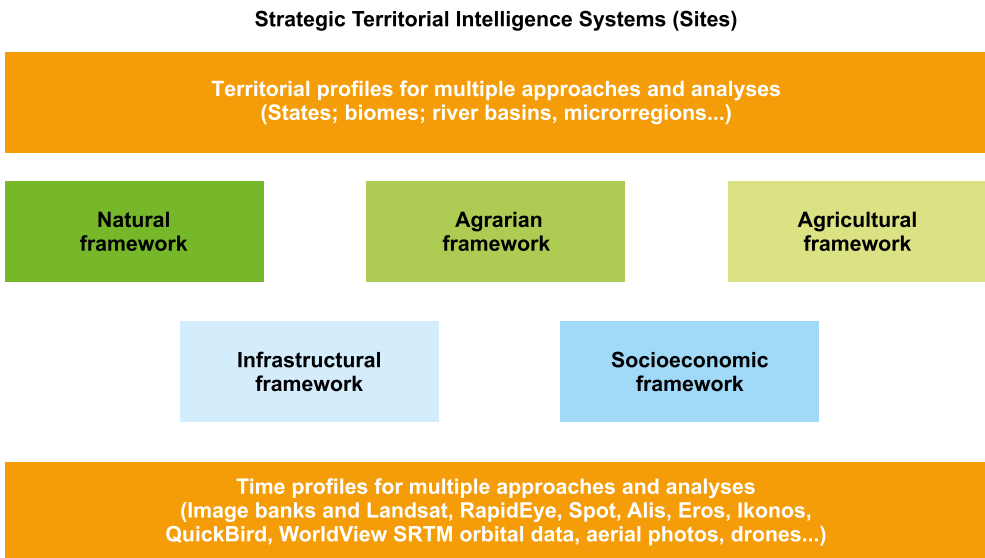 Strategic Territorial Intelligence Systems (Sites)
Territorial profiles for multiple approaches and analyses
(States; biomes; river basins, microrregions...)
Natural
framework
Agrarian
framework
Agricultural
framework
Infrastructural
framework
Socioeconomic
framework
Time profiles for multiple approaches and analyses
(Image banks and Landsat, RapidEye, Spot, Alis, Eros, Ikonos,
QuickBird, WorldView SRTM orbital data, aerial photos, drones...)